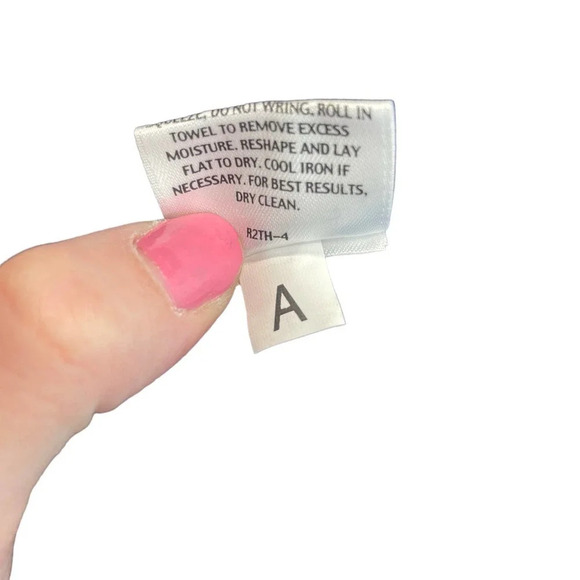 SQUEEZE, DO NOT WRING. ROLL IN
TOWEL TO REMOVE EXCESS
MOISTURE. RESHAPE AND LAY
FLAT TO DRY. COOL IRON IF
NECESSARY. FOR BEST RESULTS,
DRY CLEAN.
R2TH-4
A